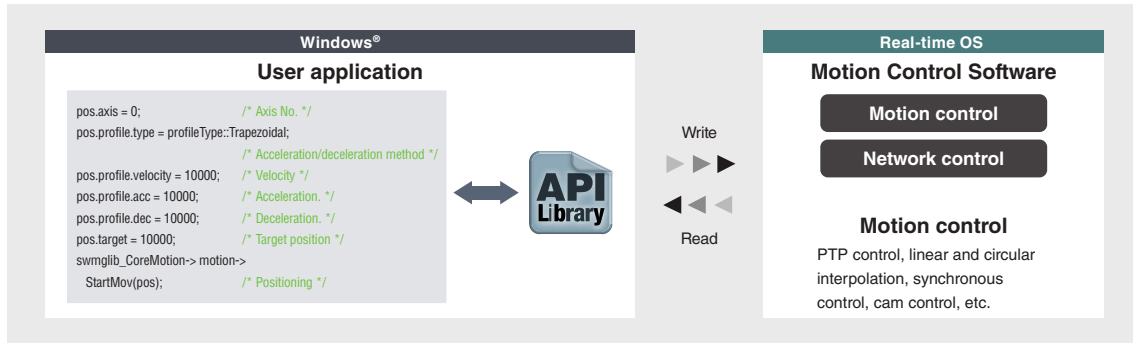 Windows®
User application
pos.axis = 0; /* Axis No. */
pos.profile.type = profileType::Trapezoidal;
/* Acceleration/deceleration method */
pos.profile.velocity = 10000; /* Velocity */
pos.profile.acc = 10000; /* Acceleration. */
pos.profile.dec = 10000; /* Deceleration. */
pos.target = 10000; /* Target position */
swmglib_CoreMotion-> motion->
StartMov(pos); /* Positioning */
API
Library
Write
Read
Real-time OS
Motion Control Software
Motion control
Network control
Motion control
PTP control, linear and circular
interpolation, synchronous
control, cam control, etc.